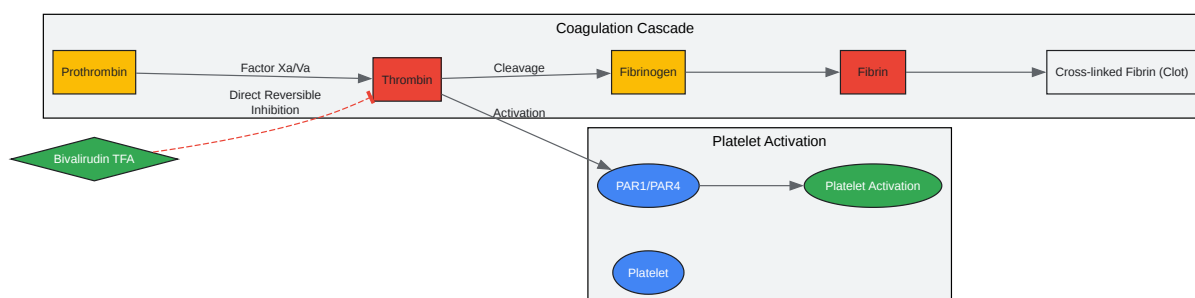 Coagulation Cascade
Prothrombin
Factor Xa/Va
Thrombin
Cleavage
Fibrinogen
Fibrin
Cross-linked Fibrin (Clot)
Direct Reversible
Inhibition
Activation
Bivalirudin TFA
Platelet Activation
PAR1/PAR4
Platelet Activation
Platelet